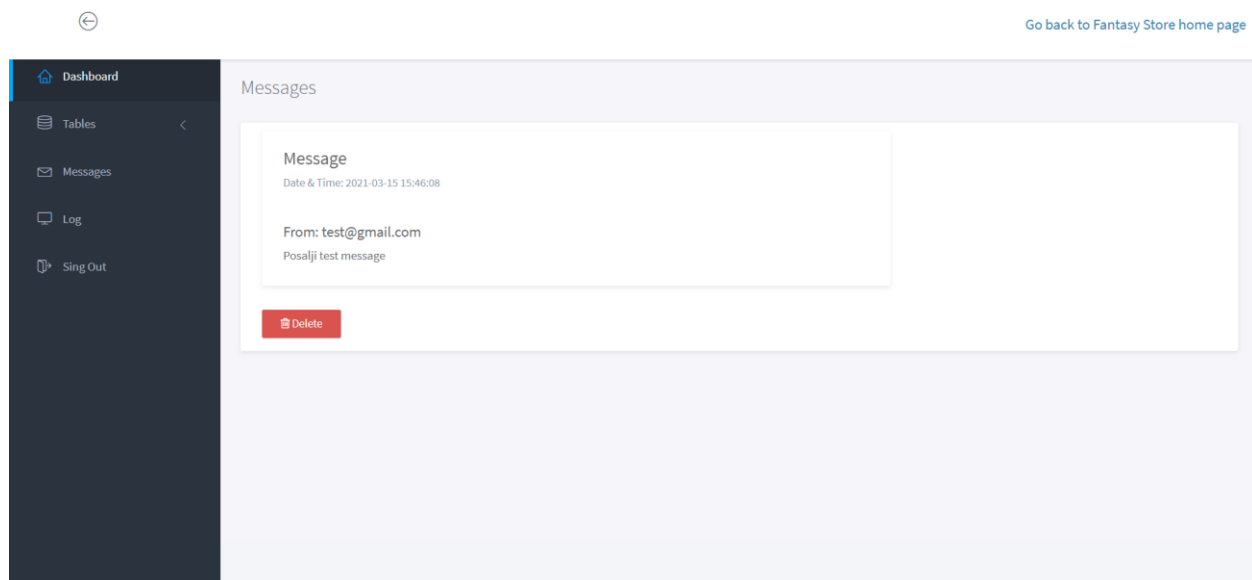 Go back to Fantasy Store home page
Dashboard
Tables
Messages
Log
Sing Out
Messages
Message
Date & Time: 2021-03-15 15:46:08
From: test@gmail.com
Posalji test message
Delete